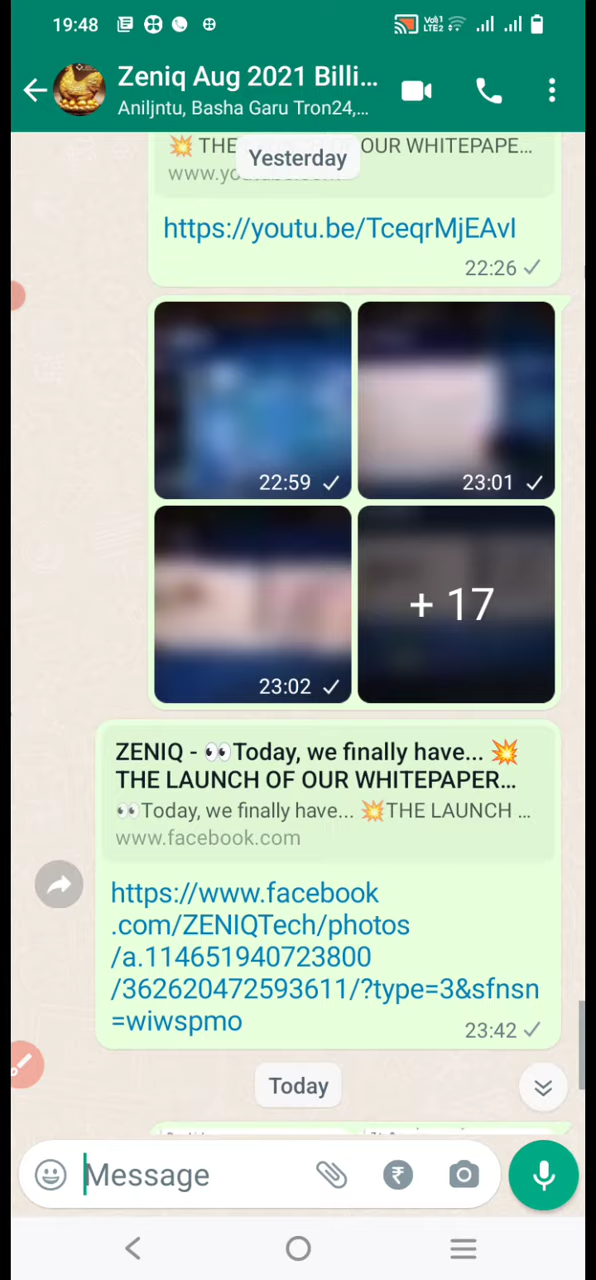 19:48
Vol) 1
LTE2
Zeniq Aug 2021 Billi...
Aniljntu, Basha Garu Tron24,...
Yesterday
💥 THE OUR WHITEPAPE...
https://youtu.be/TceqrMjEAvI
22:26
22:59
23:01
23:02
+ 17
ZENIQ - 👀Today, we finally have... 💥
THE LAUNCH OF OUR WHITEPAPER...
👀Today, we finally have... 💥THE LAUNCH ...
www.facebook.com
https://www.facebook
.com/ZENIQTech/photos
/a.114651940723800
/362620472593611/?type=3&sfnsn
=wiwspmo
23:42
Today
Message